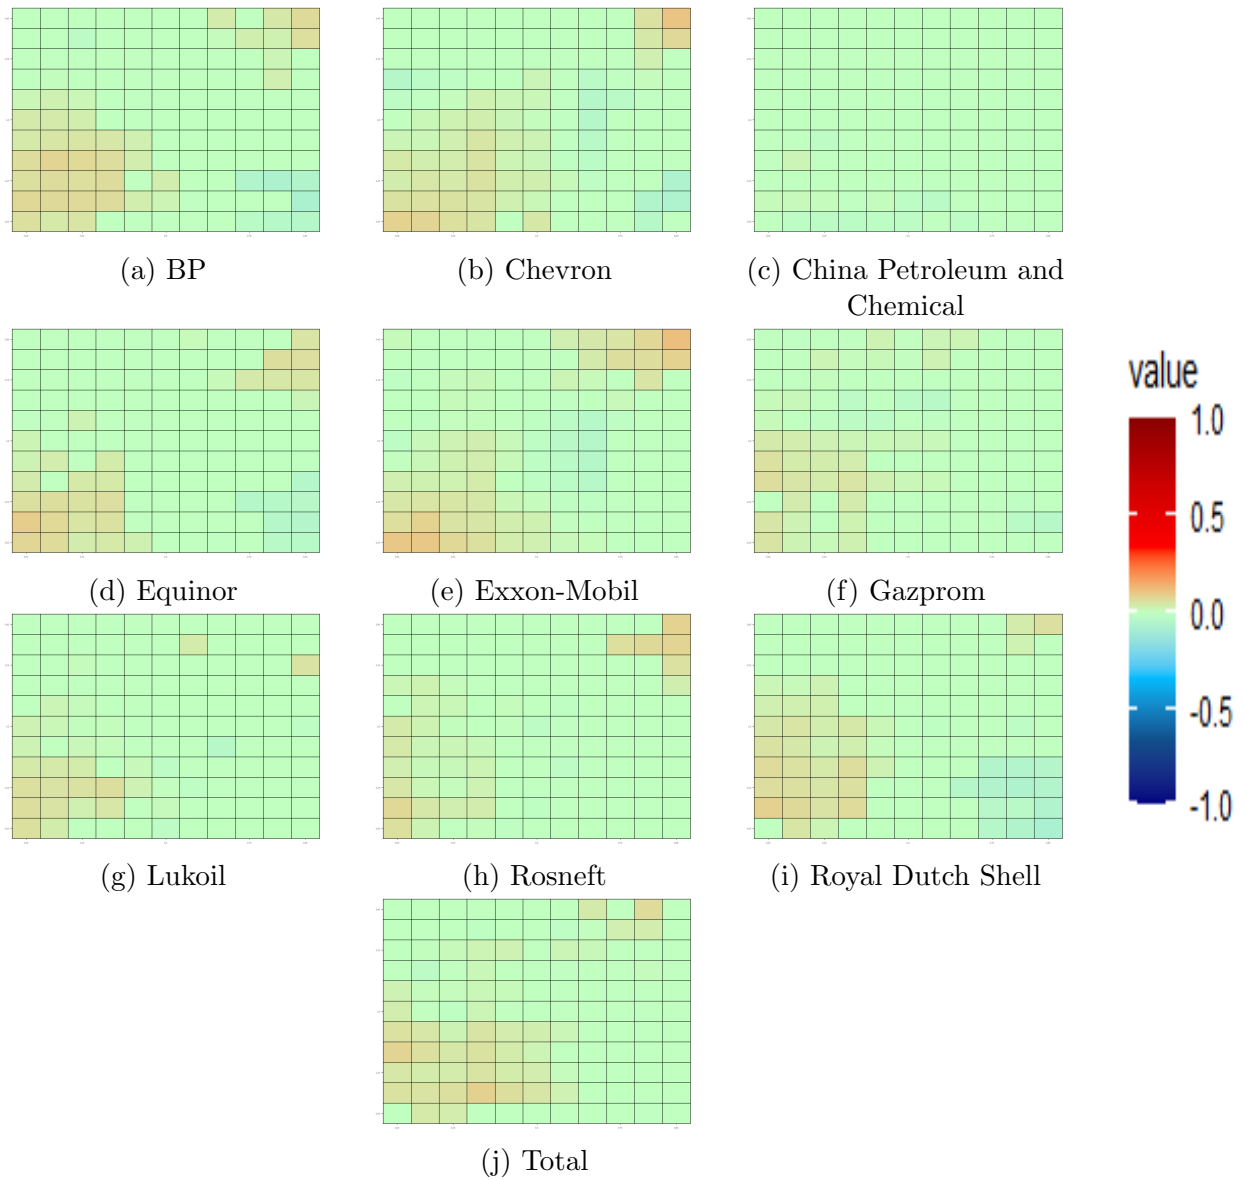 (a) BP
(b) Chevron
(c) China Petroleum and
Chemical
(d) Equinor
(e) Exxon-Mobil
(f) Gazprom
(g) Lukoil
(h) Rosneft
(i) Royal Dutch Shell
(j) Total
value
1.0
0.5
0.0
-0.5
-1.0